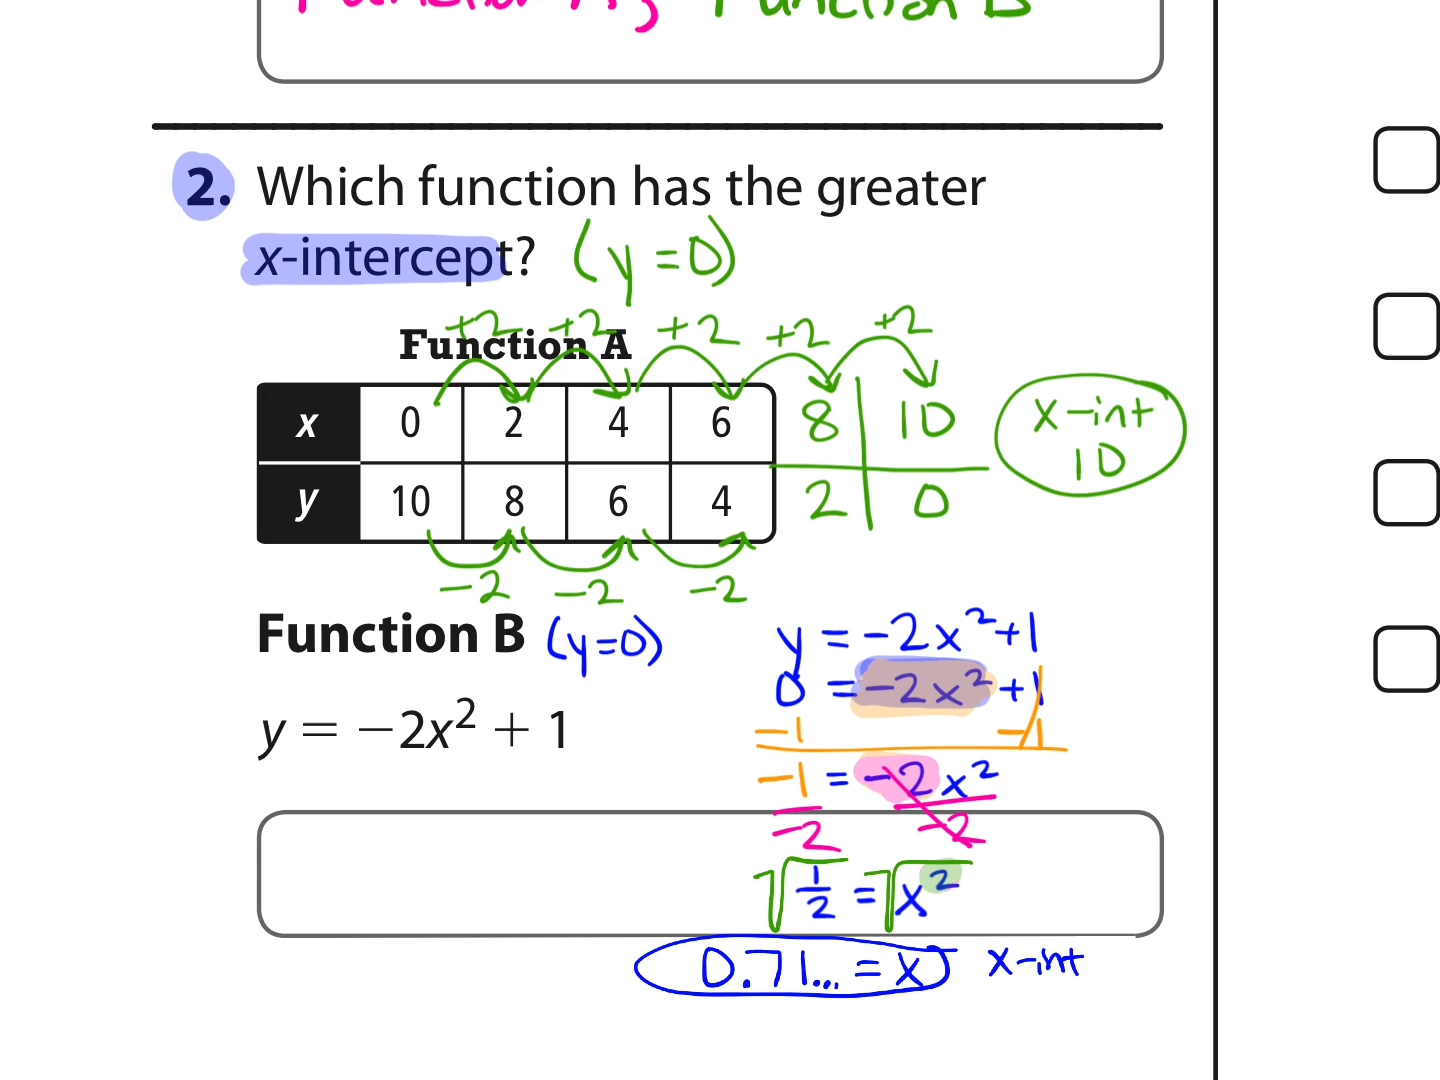 Function A, Function B
2. Which function has the greater
x-intercept? (y=0)
+2 +2 +2 +2 +2
Function A
x 0 2 4 6 8 10
y 10 8 6 4 2 0
x-int
10
-2 -2 -2
Function B (y=0)
y = −2x² + 1
y = -2x²+1
0 = -2x²+1
-1 -1
-1 = -2x²
-2 -2
√1/2 = √x²
0.71... = x x-int